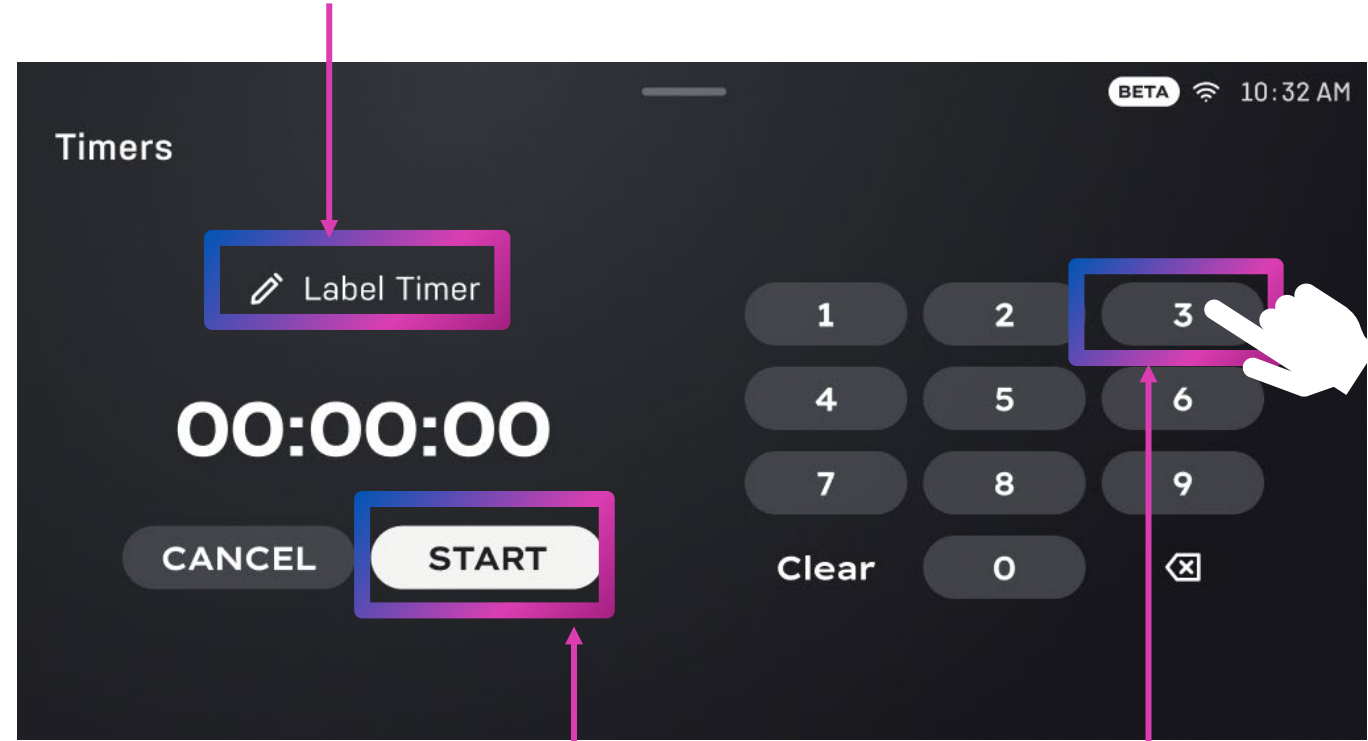 BETA 10:32 AM
Timers
Label Timer
00:00:00
CANCEL START
1 2 3
4 5 6
7 8 9
Clear 0